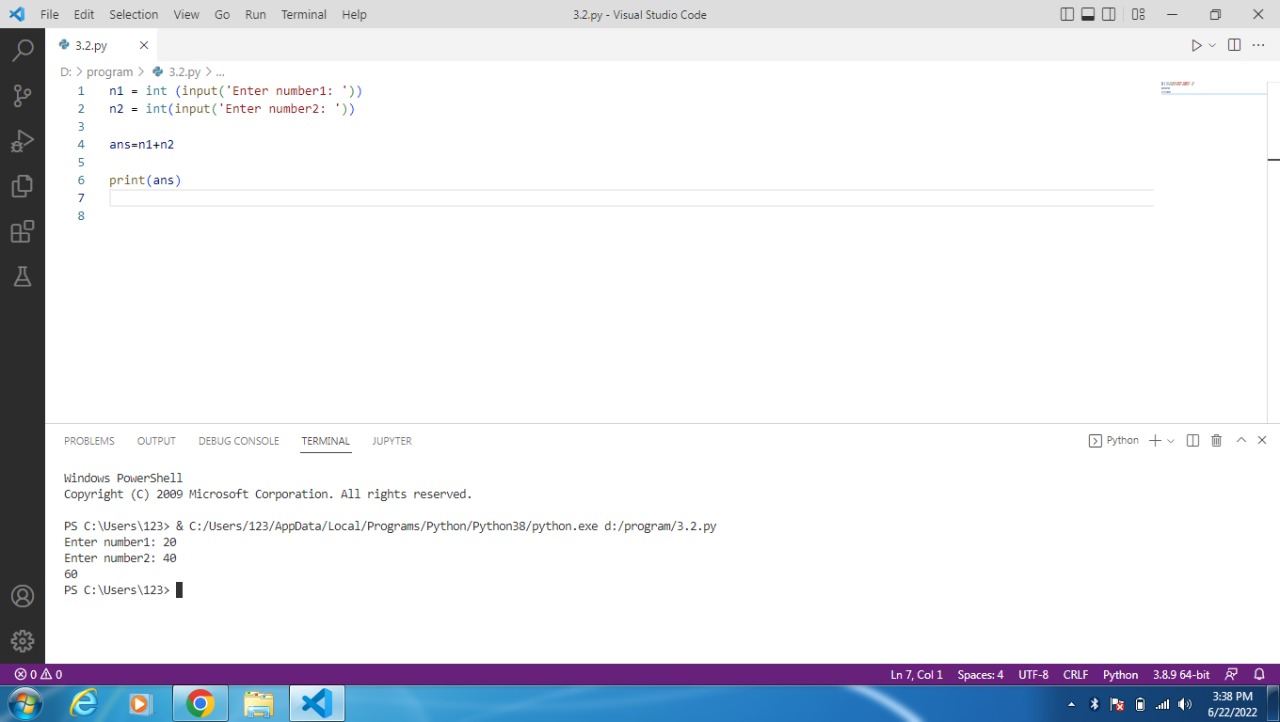 File Edit Selection View Go Run Terminal Help 3.2.py - Visual Studio Code
3.2.py
D: > program > 3.2.py > ...
1 n1 = int (input('Enter number1: '))
2 n2 = int(input('Enter number2: '))
3
4 ans=n1+n2
5
6 print(ans)
7
8
PROBLEMS OUTPUT DEBUG CONSOLE TERMINAL JUPYTER Python
Windows PowerShell
Copyright (C) 2009 Microsoft Corporation. All rights reserved.
PS C:\Users\123> & C:/Users/123/AppData/Local/Programs/Python/Python38/python.exe d:/program/3.2.py
Enter number1: 20
Enter number2: 40
60
PS C:\Users\123>
0 0 Ln 7, Col 1 Spaces: 4 UTF-8 CRLF Python 3.8.9 64-bit
3:38 PM
6/22/2022